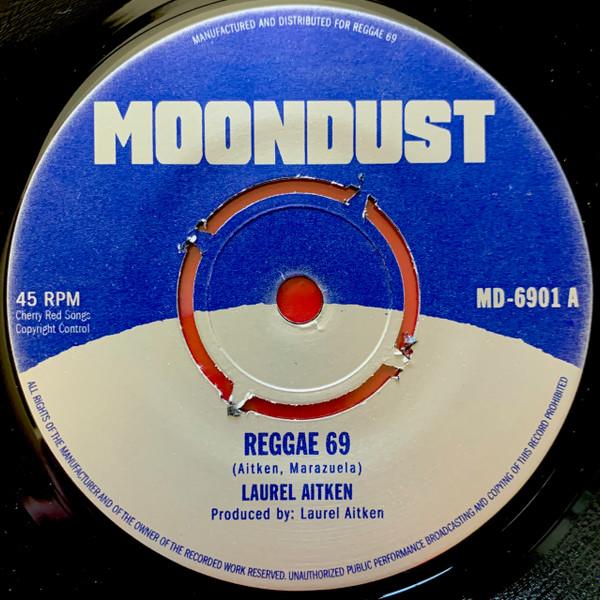 MANUFACTURED AND DISTRIBUTED FOR REGGAE 69
MOONDUST
45 RPM
Cherry Red Songs
Copyright Control
MD-6901 A
REGGAE 69
(Aitken, Marazuela)
LAUREL AITKEN
Produced by: Laurel Aitken
ALL RIGHTS OF THE MANUFACTURER AND OF THE OWNER OF THE RECORDED WORK RESERVED. UNAUTHORIZED PUBLIC PERFORMANCE BROADCASTING AND COPYING OF THIS RECORD PROHIBITED